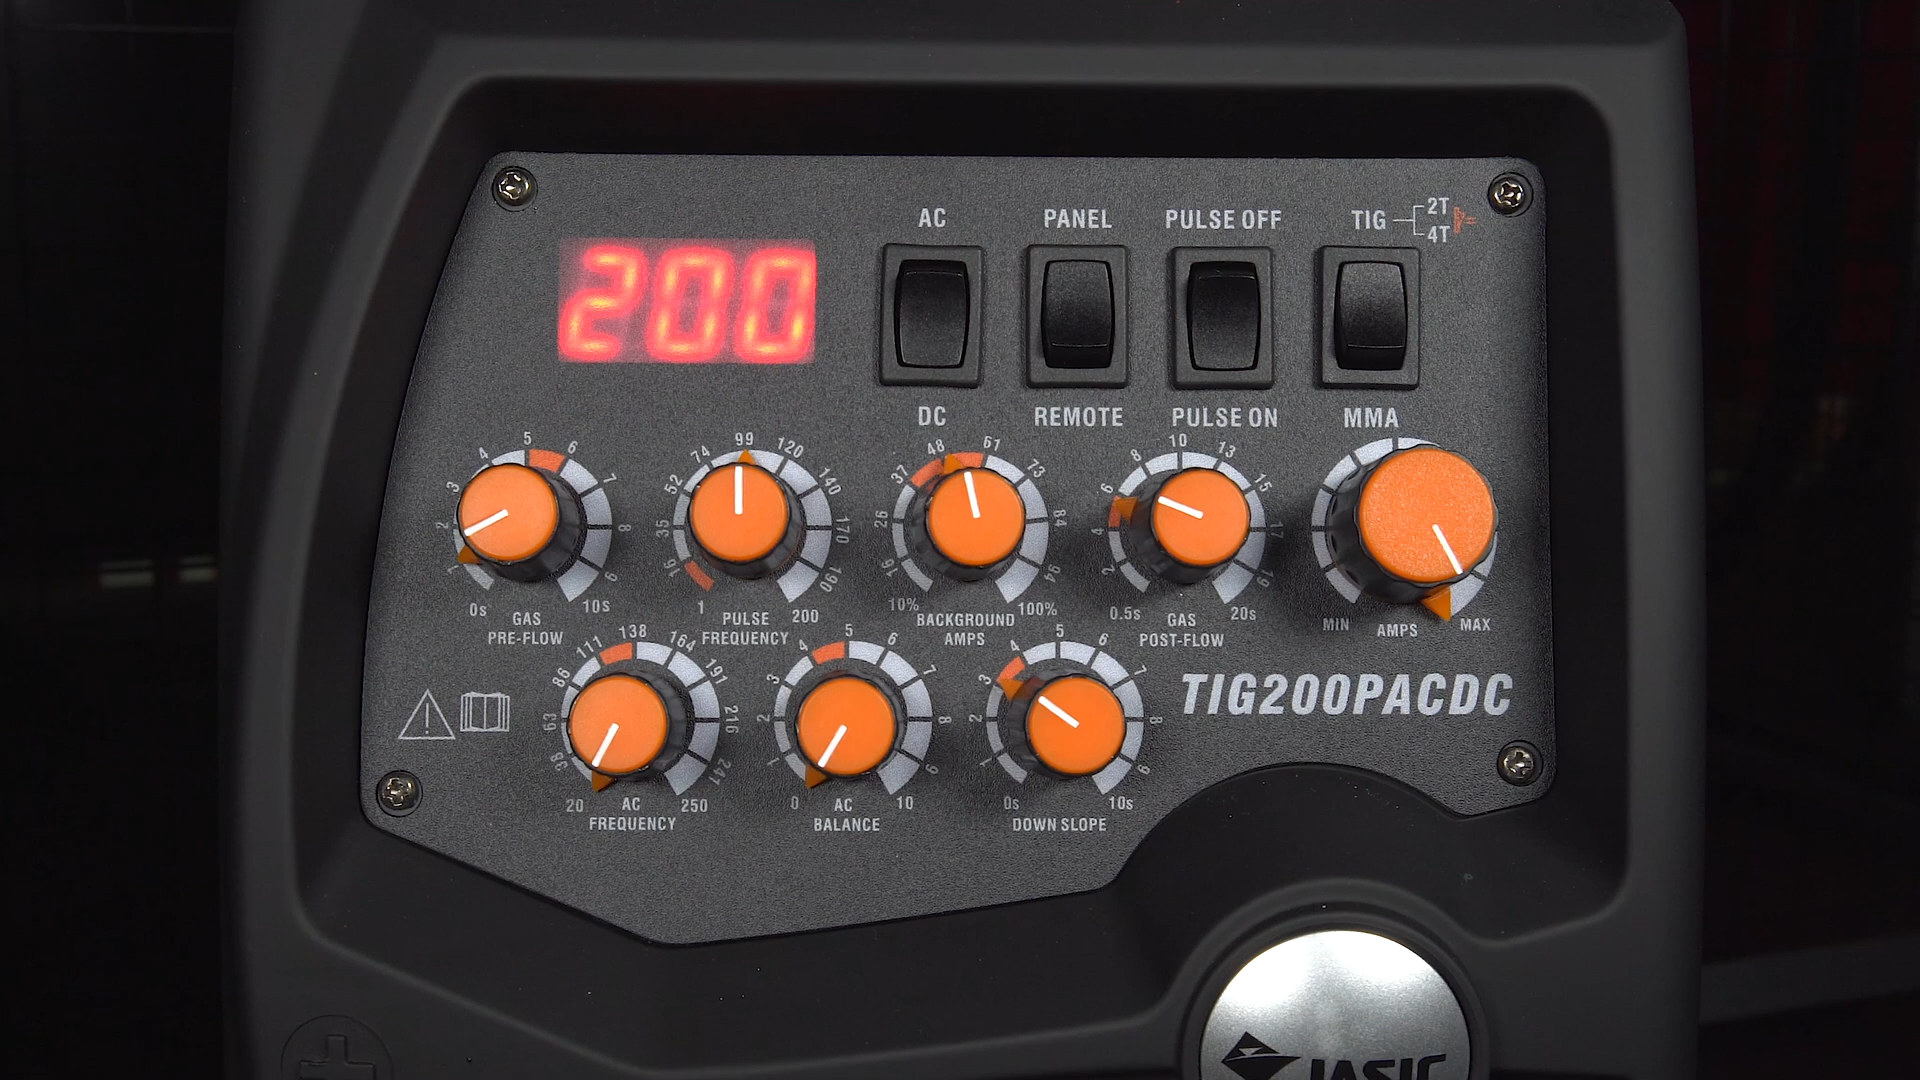 AC PANEL PULSE OFF TIG 2T
4T
200
DC REMOTE PULSE ON MMA
0s 1 2 3 4 5 6 7 8 9 10s
GAS
PRE-FLOW
1 16 35 52 74 99 120 140 170 190 200
PULSE
FREQUENCY
10% 16 26 37 48 61 73 84 94 100%
BACKGROUND
AMPS
0.5s 2 4 6 8 10 13 15 17 19 20s
GAS
POST-FLOW
MIN AMPS MAX
20 38 63 86 111 138 164 191 216 241 250
AC
FREQUENCY
0 1 2 3 4 5 6 7 8 9 10
AC
BALANCE
0s 1 2 3 4 5 6 7 8 9 10s
DOWN SLOPE
TIG200PACDC
JASIC